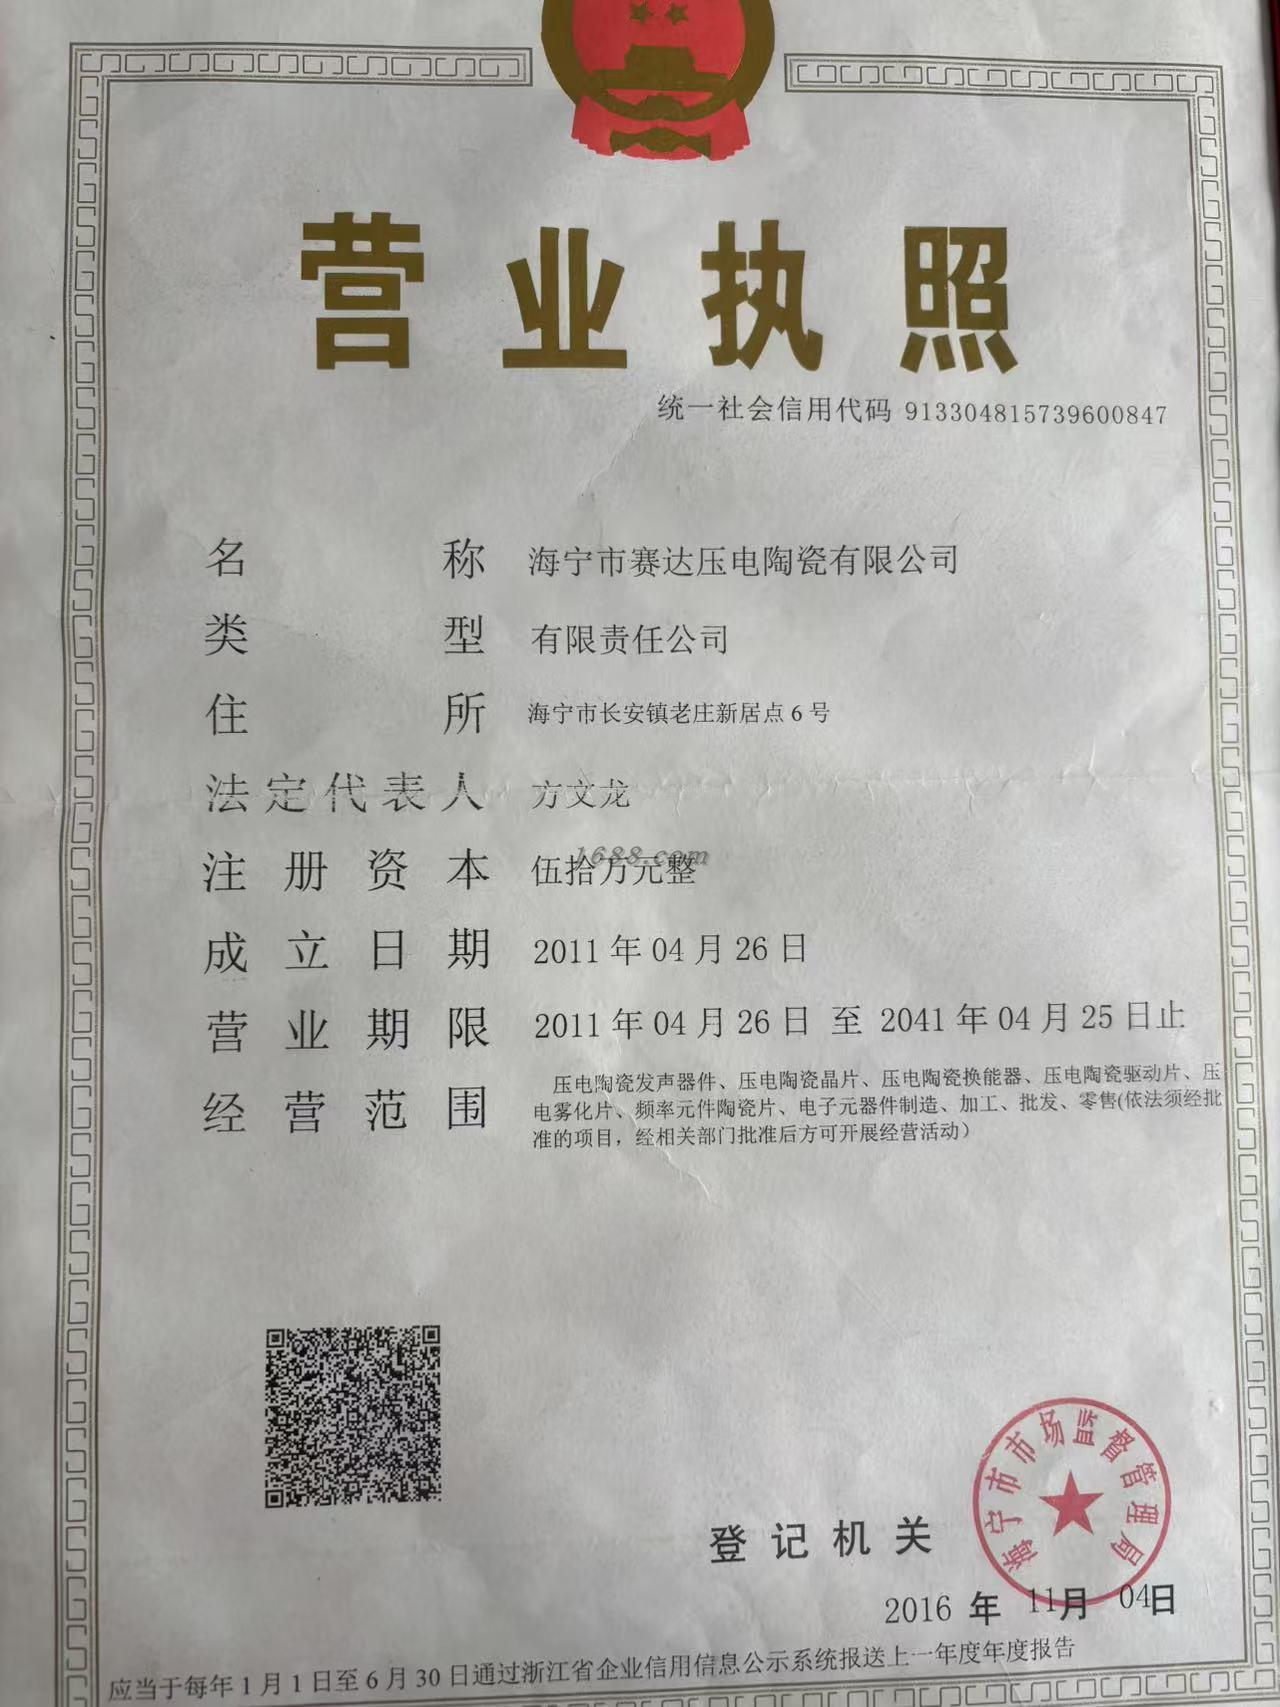 营业执照
统一社会信用代码 913304815739600847
名称 海宁市赛达压电陶瓷有限公司
类型 有限责任公司
住所 海宁市长安镇老庄新居点6号
法定代表人 方文龙
1688.com
注册资本 伍拾万元整
成立日期 2011年04月26日
营业期限 2011年04月26日 至 2041年04月25日止
经营范围 压电陶瓷发声器件、压电陶瓷晶片、压电陶瓷换能器、压电陶瓷驱动片、压
电雾化片、频率元件陶瓷片、电子元器件制造、加工、批发、零售(依法须经批
准的项目，经相关部门批准后方可开展经营活动）
海宁市市场监督管理局
登记机关
2016年11月04日
应当于每年1月1日至6月30日通过浙江省企业信用信息公示系统报送上一年度年度报告